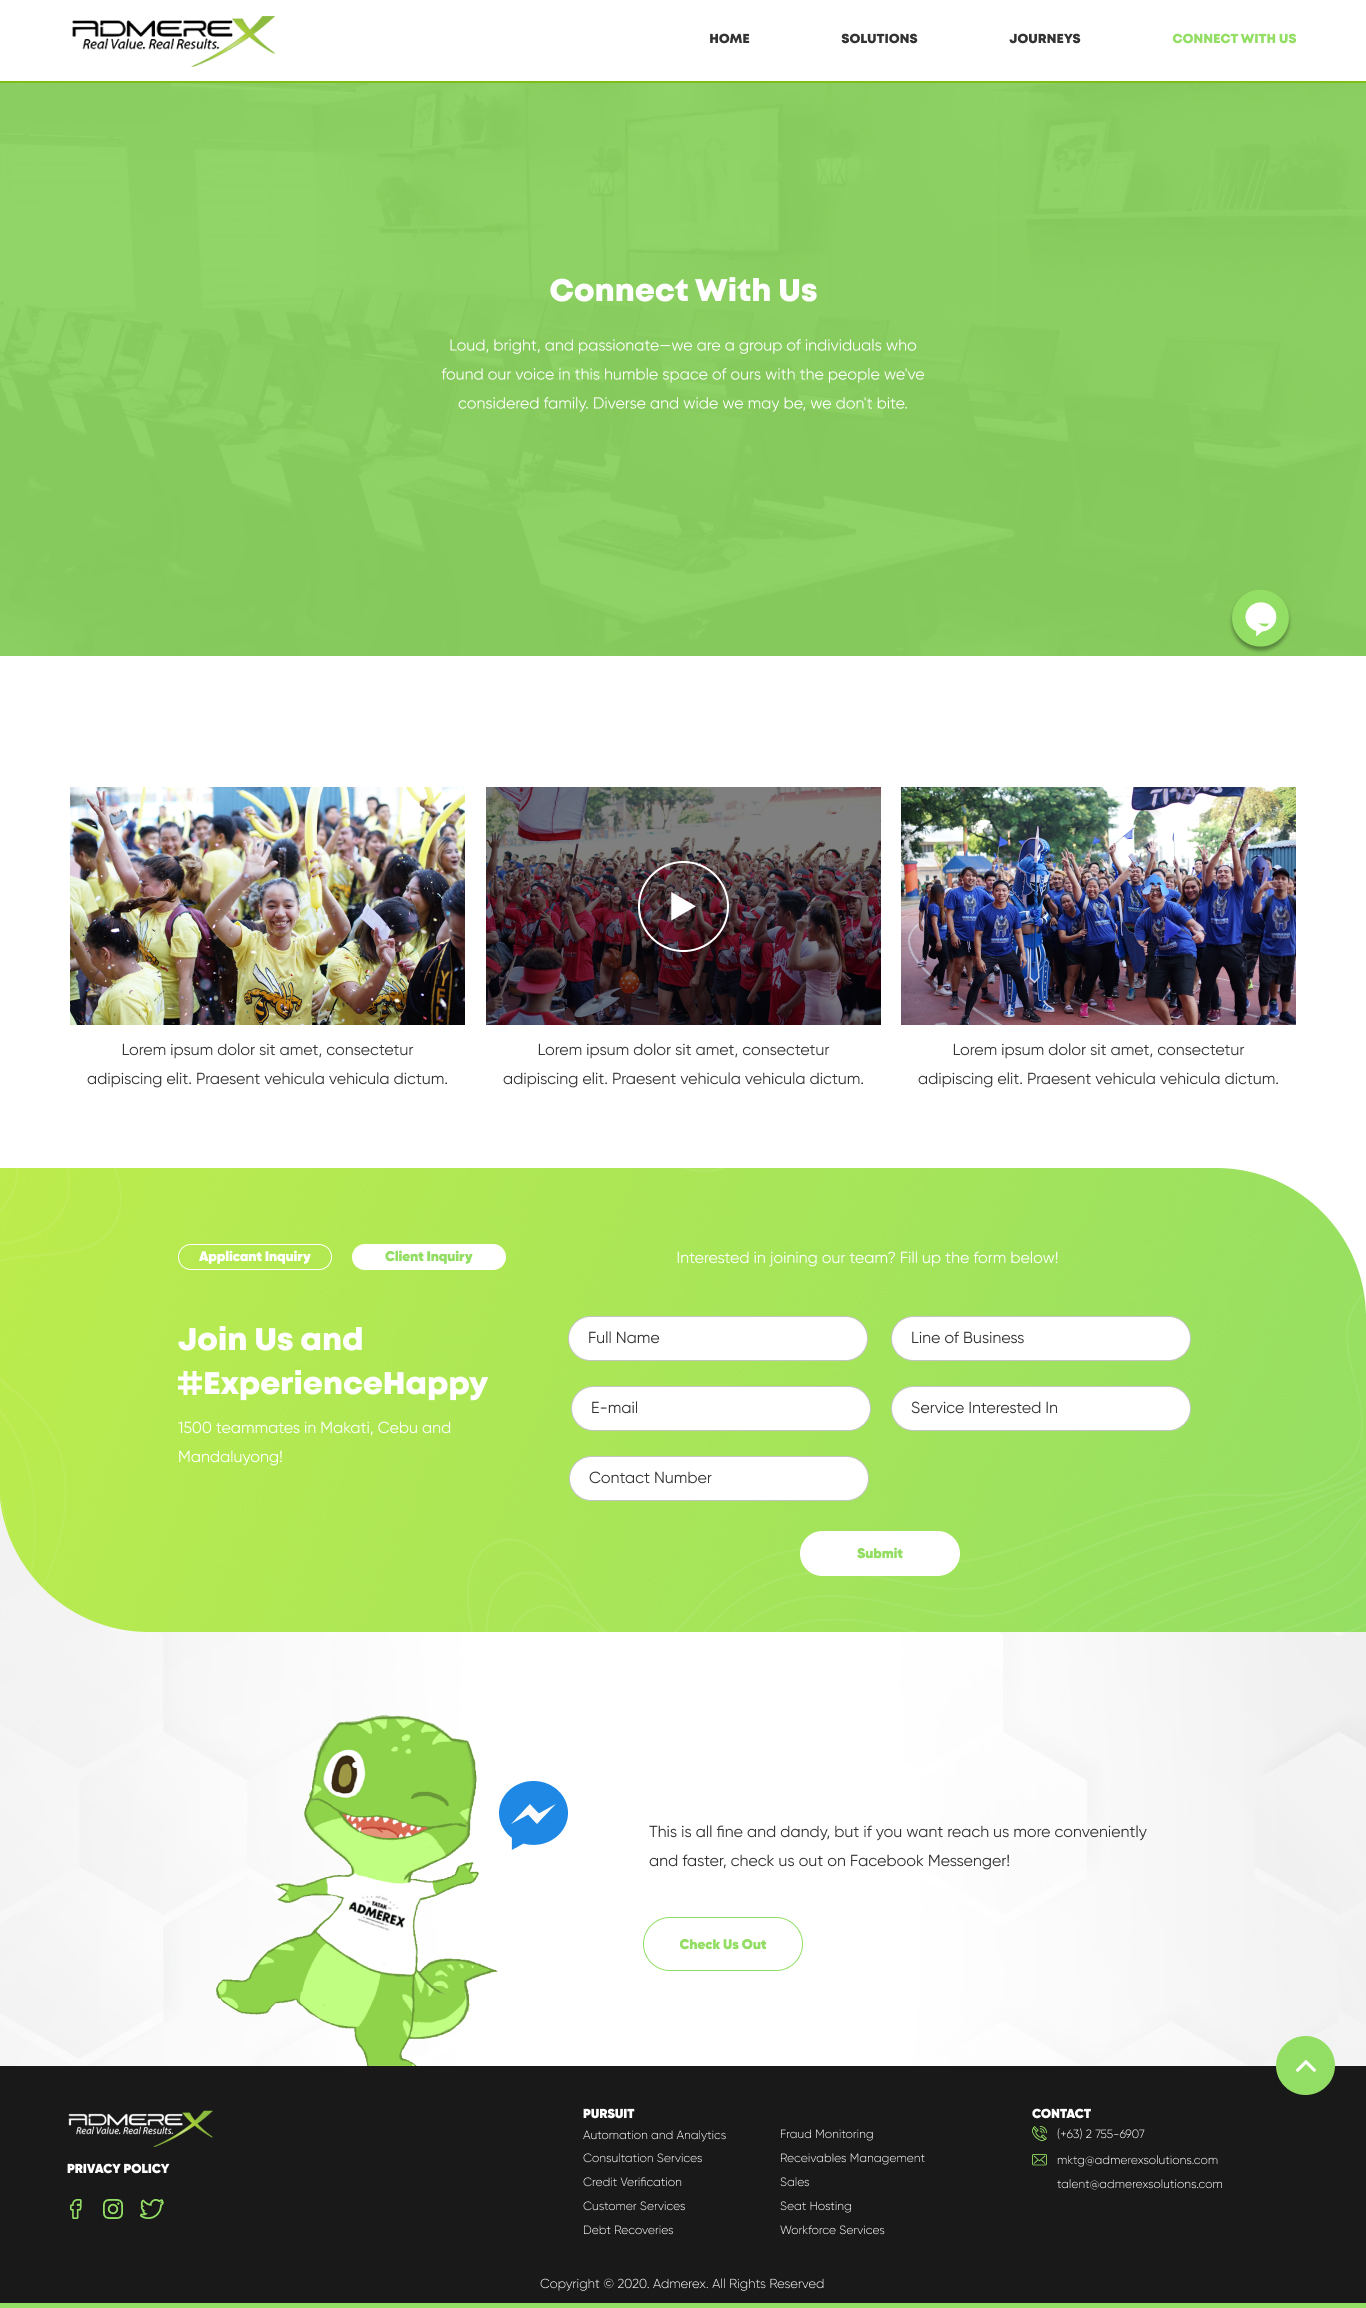 ADMEREX
Real Value. Real Results.
HOME
SOLUTIONS
JOURNEYS
CONNECT WITH US
Connect With Us
Loud, bright, and passionate—we are a group of individuals who
found our voice in this humble space of ours with the people we've
considered family. Diverse and wide we may be, we don't bite.
Lorem ipsum dolor sit amet, consectetur
adipiscing elit. Praesent vehicula vehicula dictum.
Lorem ipsum dolor sit amet, consectetur
adipiscing elit. Praesent vehicula vehicula dictum.
Lorem ipsum dolor sit amet, consectetur
adipiscing elit. Praesent vehicula vehicula dictum.
Applicant Inquiry
Client Inquiry
Interested in joining our team? Fill up the form below!
Join Us and
#ExperienceHappy
1500 teammates in Makati, Cebu and
Mandaluyong!
Full Name
Line of Business
E-mail
Service Interested In
Contact Number
Submit
TATAK
ADMEREX
This is all fine and dandy, but if you want reach us more conveniently
and faster, check us out on Facebook Messenger!
Check Us Out
ADMEREX
Real Value. Real Results.
PRIVACY POLICY
PURSUIT
Automation and Analytics
Consultation Services
Credit Verification
Customer Services
Debt Recoveries
Fraud Monitoring
Receivables Management
Sales
Seat Hosting
Workforce Services
CONTACT
(+63) 2 755-6907
mktg@admerexsolutions.com
talent@admerexsolutions.com
Copyright © 2020. Admerex. All Rights Reserved